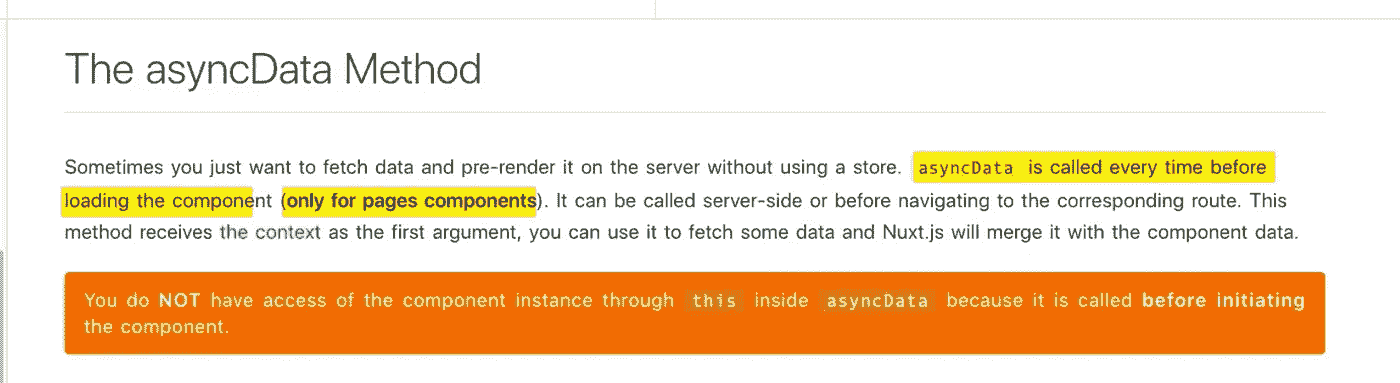 The asyncData Method
Sometimes you just want to fetch data and pre-render it on the server without using a store. asyncData is called every time before
loading the component (only for pages components). It can be called server-side or before navigating to the corresponding route. This
method receives the context as the first argument, you can use it to fetch some data and Nuxt.js will merge it with the component data.
You do NOT have access of the component instance through this inside asyncData because it is called before initiating
the component.